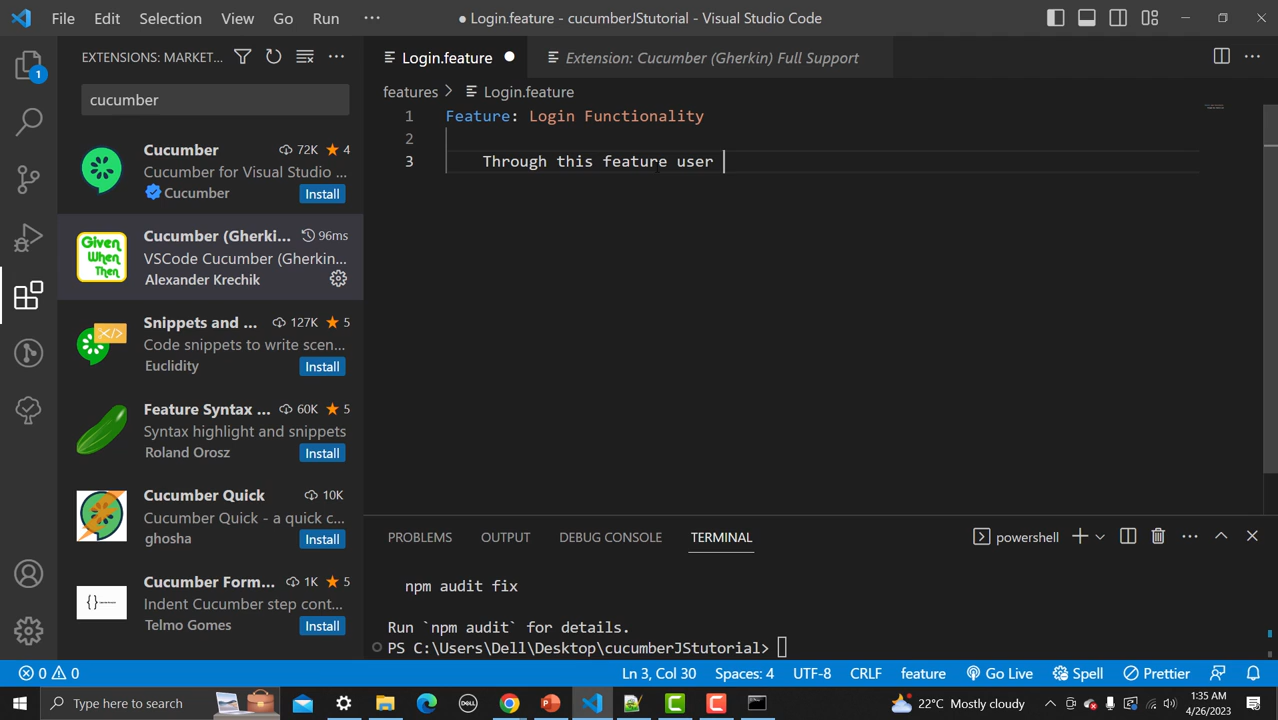 File Edit Selection View Go Run ··· ● Login.feature - cucumberJStutorial - Visual Studio Code
EXTENSIONS: MARKET...
cucumber
Cucumber 72K ★ 4
Cucumber for Visual Studio ...
Cucumber Install
Given When Then
Cucumber (Gherki... 96ms
VSCode Cucumber (Gherkin...
Alexander Krechik
Snippets and ... 127K ★ 5
Code snippets to write scen...
Euclidity Install
Feature Syntax ... 60K ★ 5
Syntax highlight and snippets
Roland Orosz Install
Cucumber Quick 10K
Cucumber Quick - a quick c...
ghosha Install
Cucumber Form... 1K ★ 5
Indent Cucumber step cont...
Telmo Gomes Install
1
Login.feature ● Extension: Cucumber (Gherkin) Full Support
features > Login.feature
1 Feature: Login Functionality
2
3 Through this feature user
PROBLEMS OUTPUT DEBUG CONSOLE TERMINAL powershell
npm audit fix
Run `npm audit` for details.
PS C:\Users\Dell\Desktop\cucumberJStutorial>
0 0 Ln 3, Col 30 Spaces: 4 UTF-8 CRLF feature Go Live Spell Prettier
Type here to search DELL 22°C Mostly cloudy 1:35 AM
4/26/2023